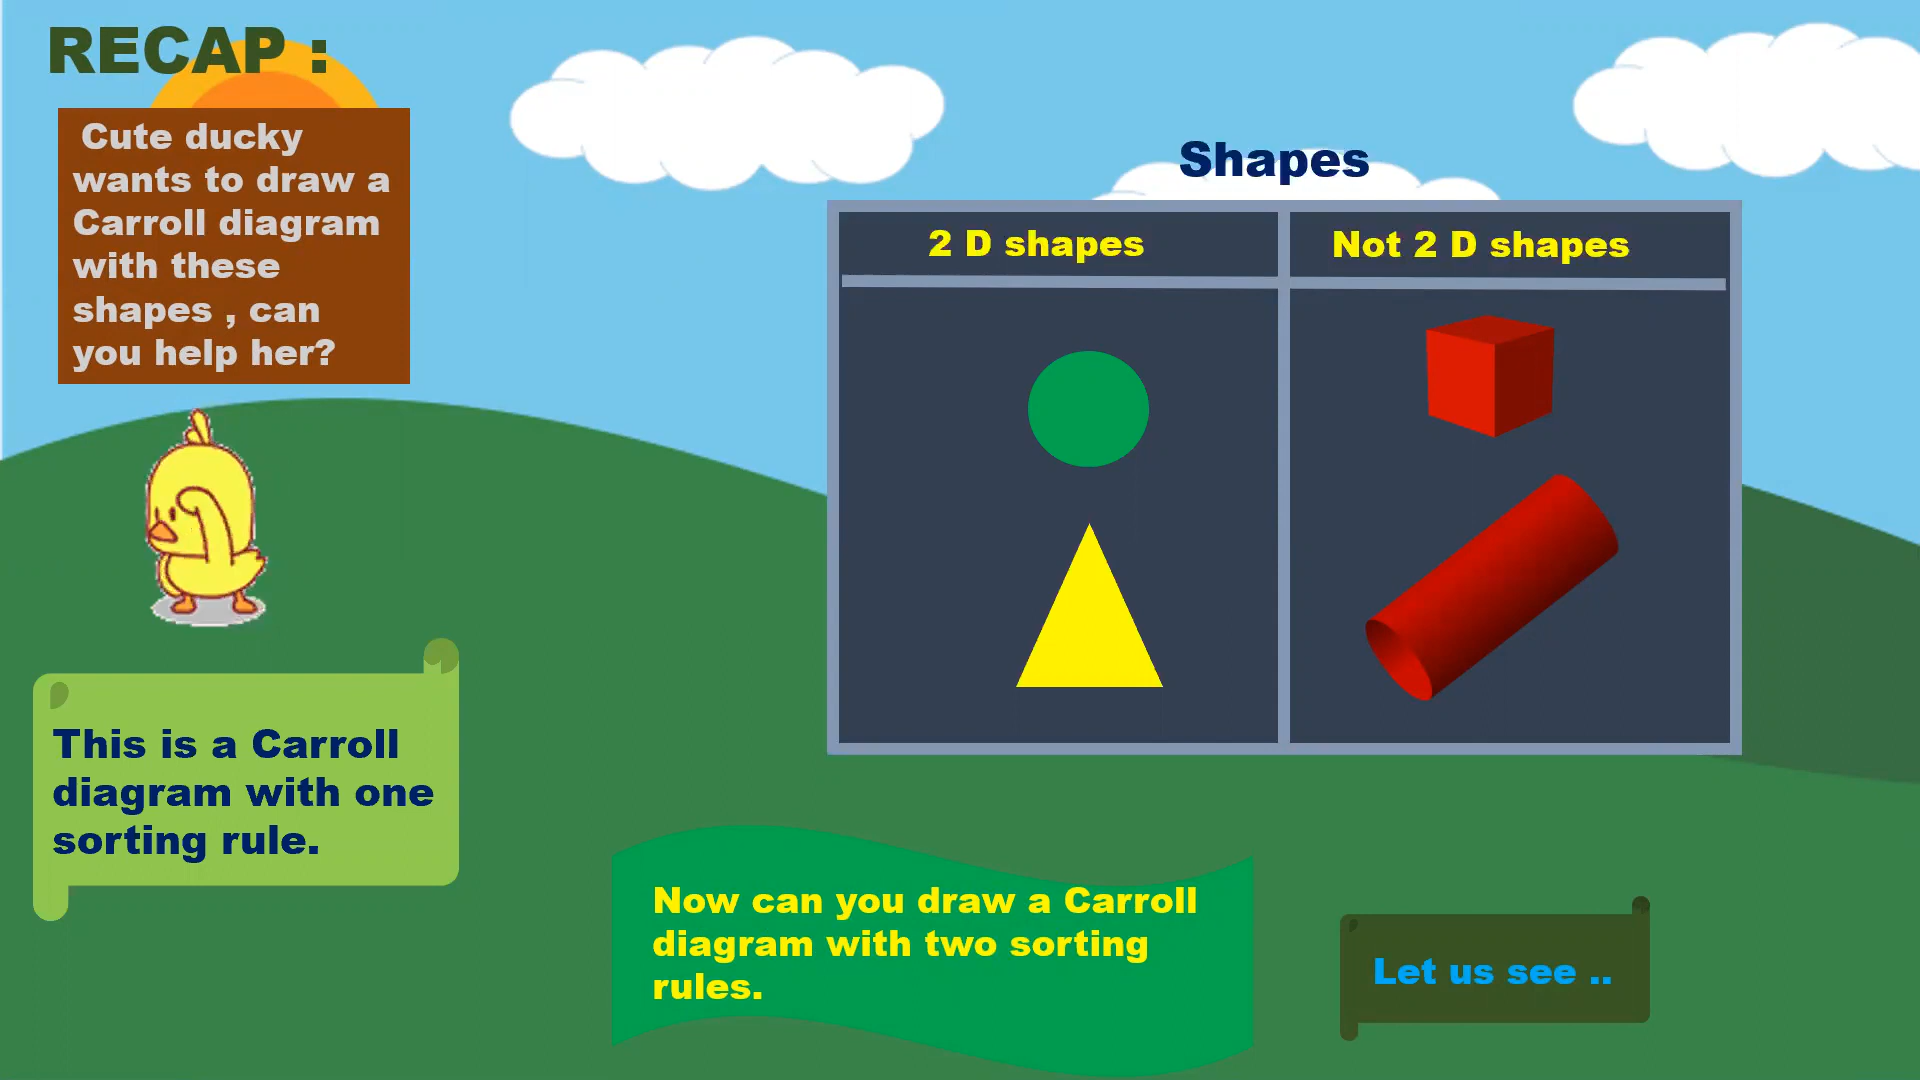 RECAP :
Cute ducky
wants to draw a
Carroll diagram
with these
shapes , can
you help her?
Shapes
2 D shapes
Not 2 D shapes
This is a Carroll
diagram with one
sorting rule.
Now can you draw a Carroll
diagram with two sorting
rules.
Let us see ..